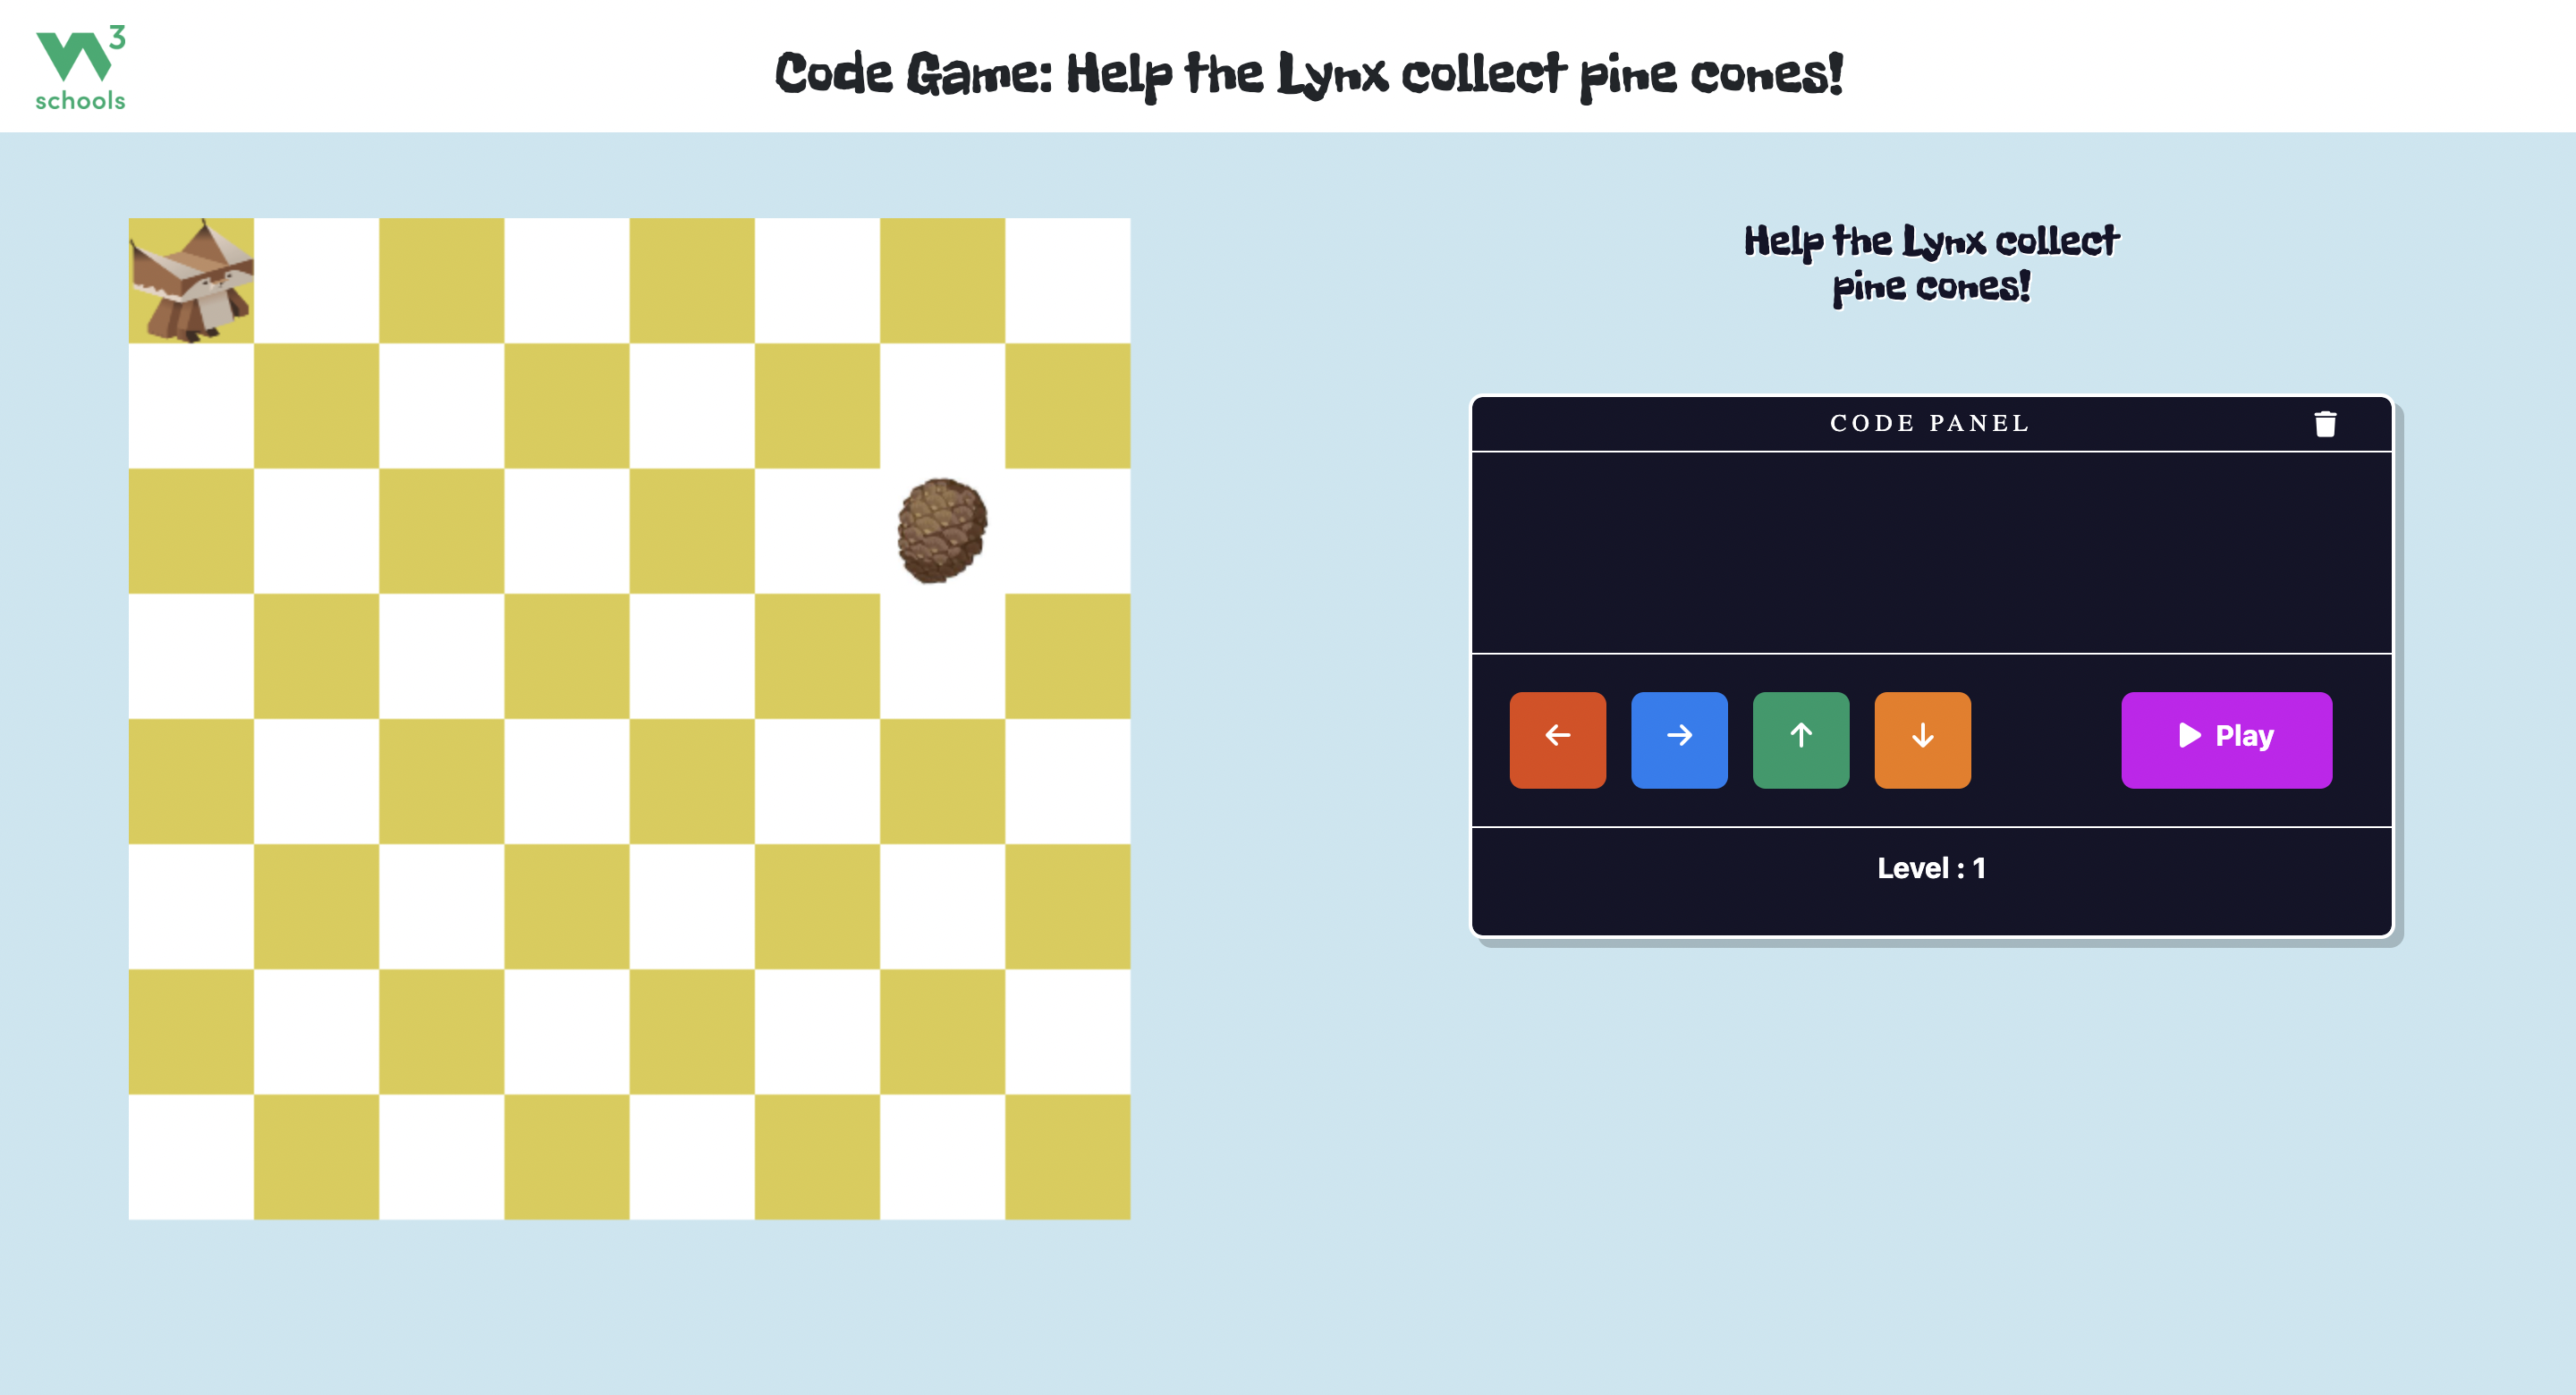 3
schools
Code Game: Help the Lynx collect pine cones!
Help the Lynx collect
pine cones!
CODE PANEL
Play
Level : 1